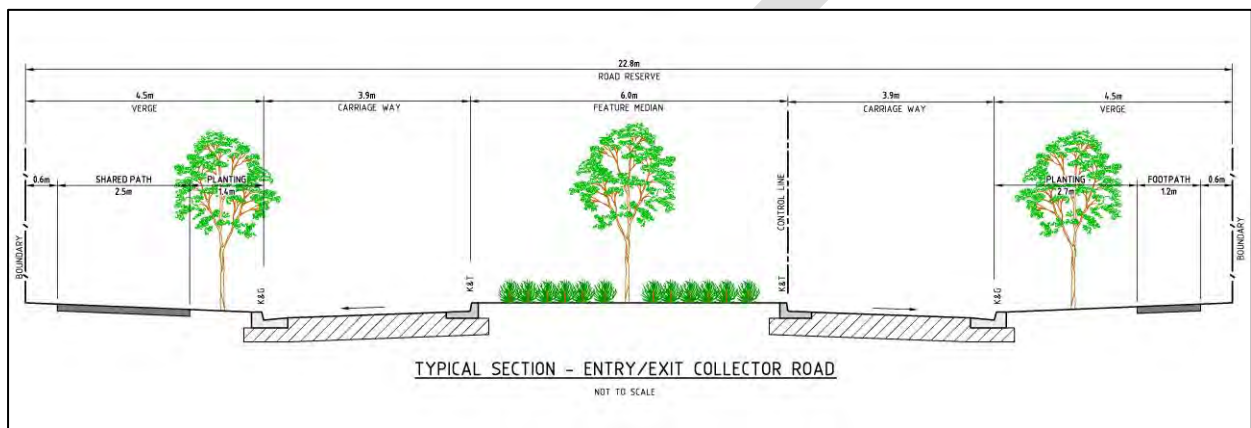 22.8m
ROAD RESERVE
4.5m
VERGE
3.9m
CARRIAGE WAY
6.0m
FEATURE MEDIAN
3.9m
CARRIAGE WAY
4.5m
VERGE
0.6m
SHARED PATH
2.5m
PLANTING
1.4m
PLANTING
2.7m
FOOTPATH
1.2m
0.6m
BOUNDARY
K&G
K&T
CONTROL LINE
K&T
K&G
BOUNDARY
TYPICAL SECTION - ENTRY/EXIT COLLECTOR ROAD
NOT TO SCALE